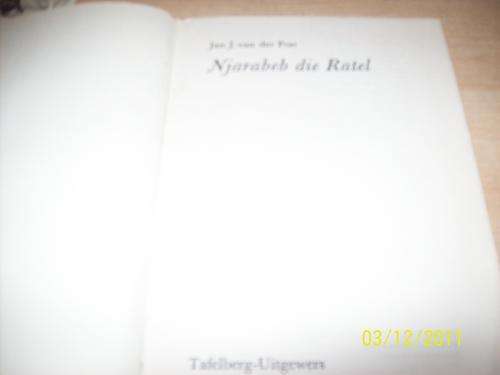 Jan J. van der Post
Njarabeb die Ratel
Tafelberg-Uitgewers
03/12/2011